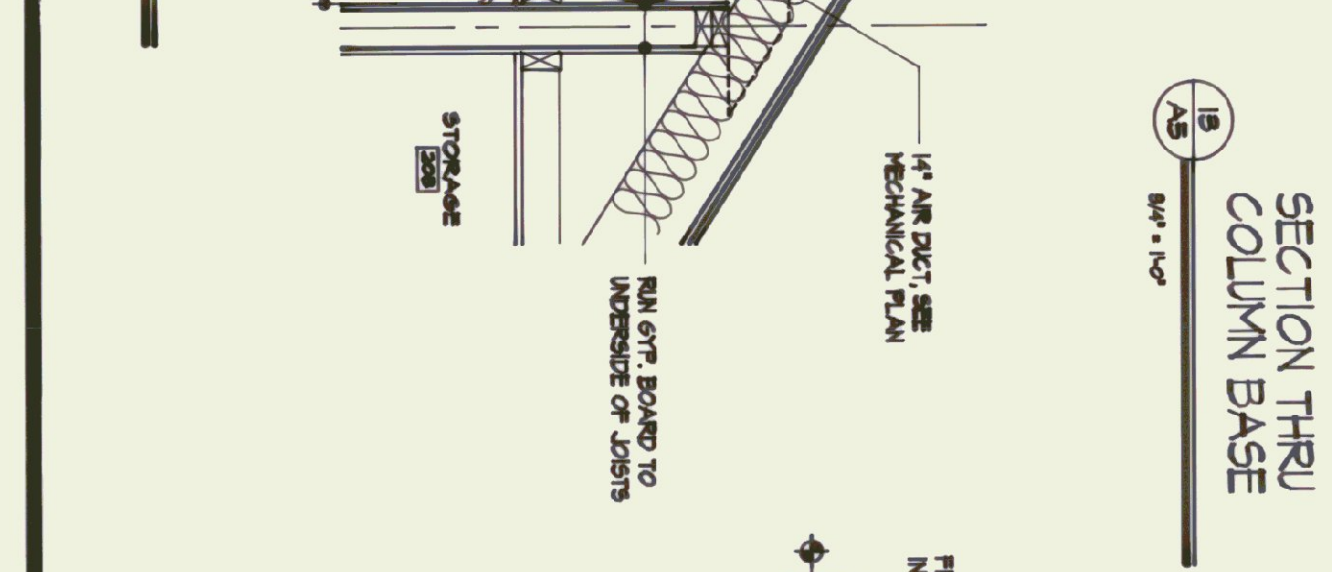 SECTION THRU
COLUMN BASE
13
A5
3/4" = 1'-0"
14" AIR DUCT, SEE
MECHANICAL PLAN
RUN GYP. BOARD TO
UNDERSIDE OF JOISTS
STORAGE
208